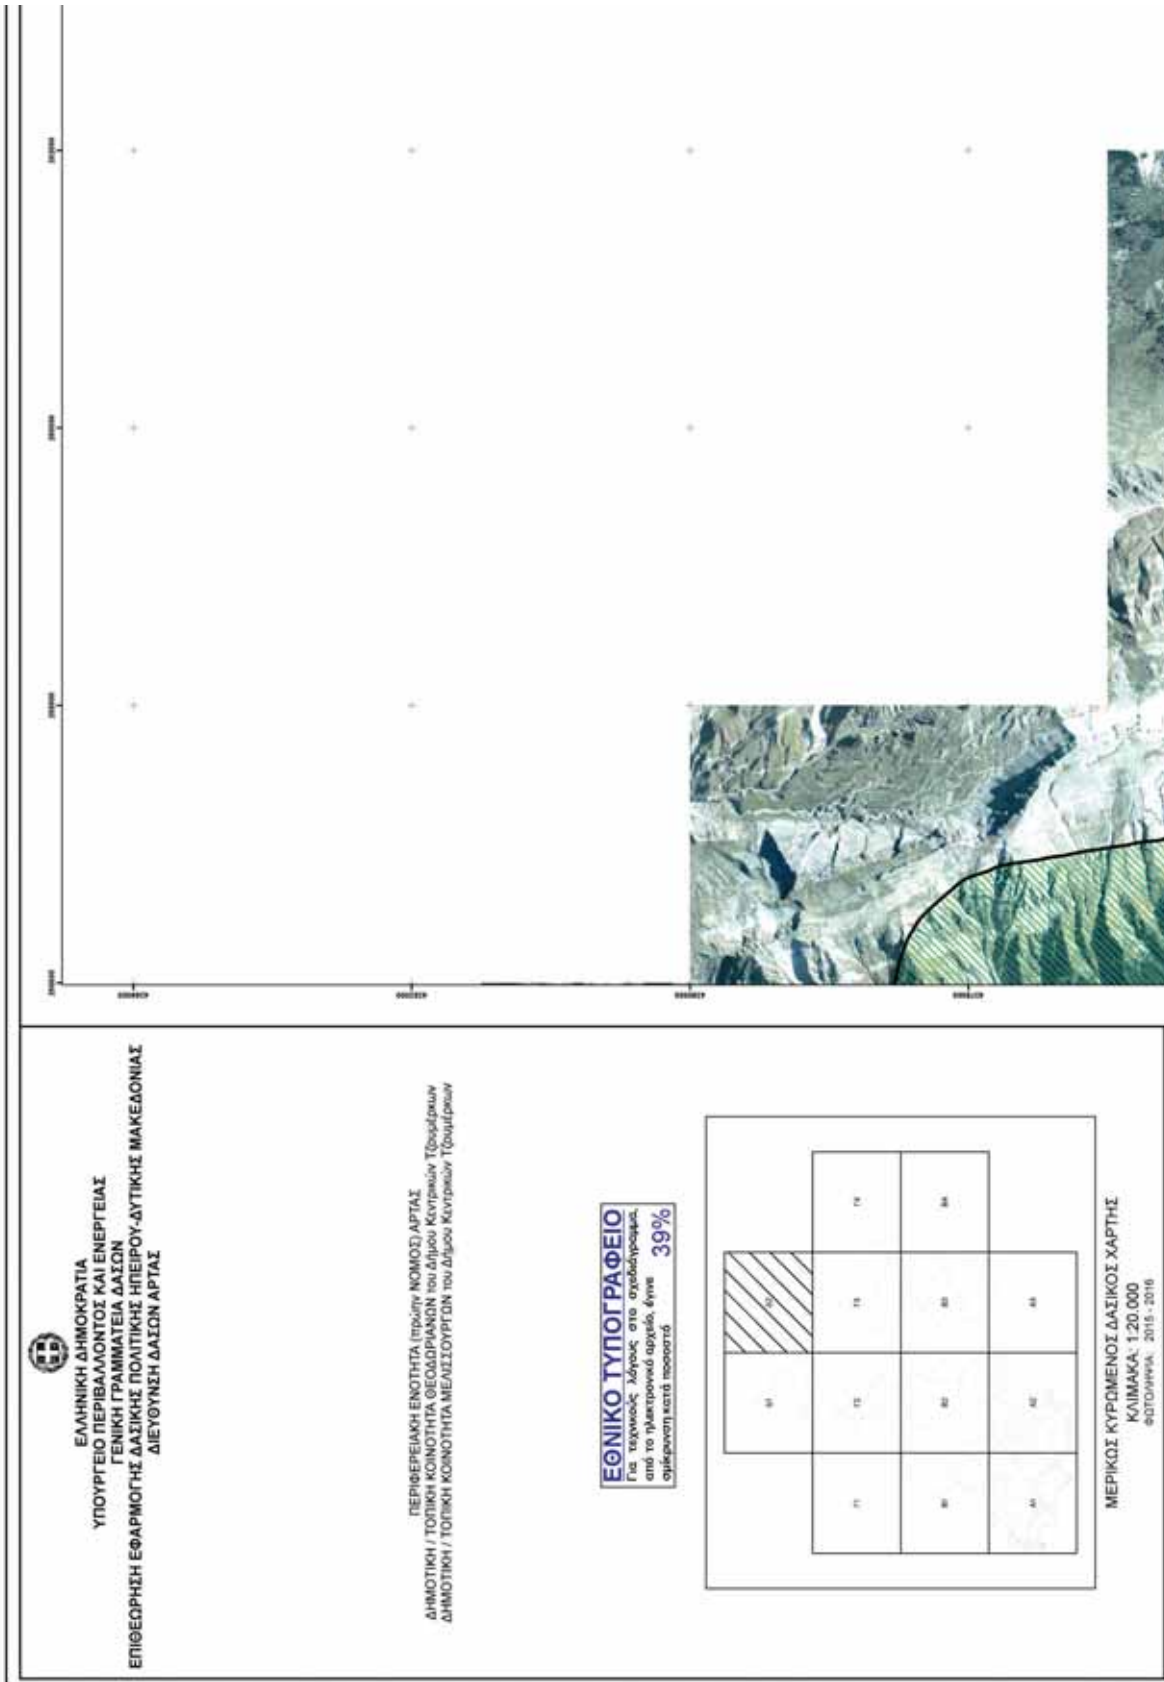 ΕΛΛΗΝΙΚΗ ΔΗΜΟΚΡΑΤΙΑ
ΥΠΟΥΡΓΕΙΟ ΠΕΡΙΒΑΛΛΟΝΤΟΣ ΚΑΙ ΕΝΕΡΓΕΙΑΣ
ΓΕΝΙΚΗ ΓΡΑΜΜΑΤΕΙΑ ΔΑΣΩΝ
ΕΠΙΘΕΩΡΗΣΗ ΕΦΑΡΜΟΓΗΣ ΔΑΣΙΚΗΣ ΠΟΛΙΤΙΚΗΣ ΗΠΕΙΡΟΥ-ΔΥΤΙΚΗΣ ΜΑΚΕΔΟΝΙΑΣ
ΔΙΕΥΘΥΝΣΗ ΔΑΣΩΝ ΑΡΤΑΣ
ΠΕΡΙΦΕΡΕΙΑΚΗ ΕΝΟΤΗΤΑ (πρώην ΝΟΜΟΣ) ΑΡΤΑΣ
ΔΗΜΟΤΙΚΗ / ΤΟΠΙΚΗ ΚΟΙΝΟΤΗΤΑ ΘΕΟΔΩΡΙΑΝΩΝ του Δήμου Κεντρικών Τζουμέρκων
ΔΗΜΟΤΙΚΗ / ΤΟΠΙΚΗ ΚΟΙΝΟΤΗΤΑ ΜΕΛΙΣΣΟΥΡΓΩΝ του Δήμου Κεντρικών Τζουμέρκων
ΕΘΝΙΚΟ ΤΥΠΟΓΡΑΦΕΙΟ
Για τεχνικούς λόγους στο σχεδιάγραμμα,
από το ηλεκτρονικό αρχείο, έγινε
σμίκρυνση κατά ποσοστό 39%
ΜΕΡΙΚΩΣ ΚΥΡΩΜΕΝΟΣ ΔΑΣΙΚΟΣ ΧΑΡΤΗΣ
ΚΛΙΜΑΚΑ: 1:20.000
ΦΩΤΟΛΗΨΙΑ: 2015 - 2016